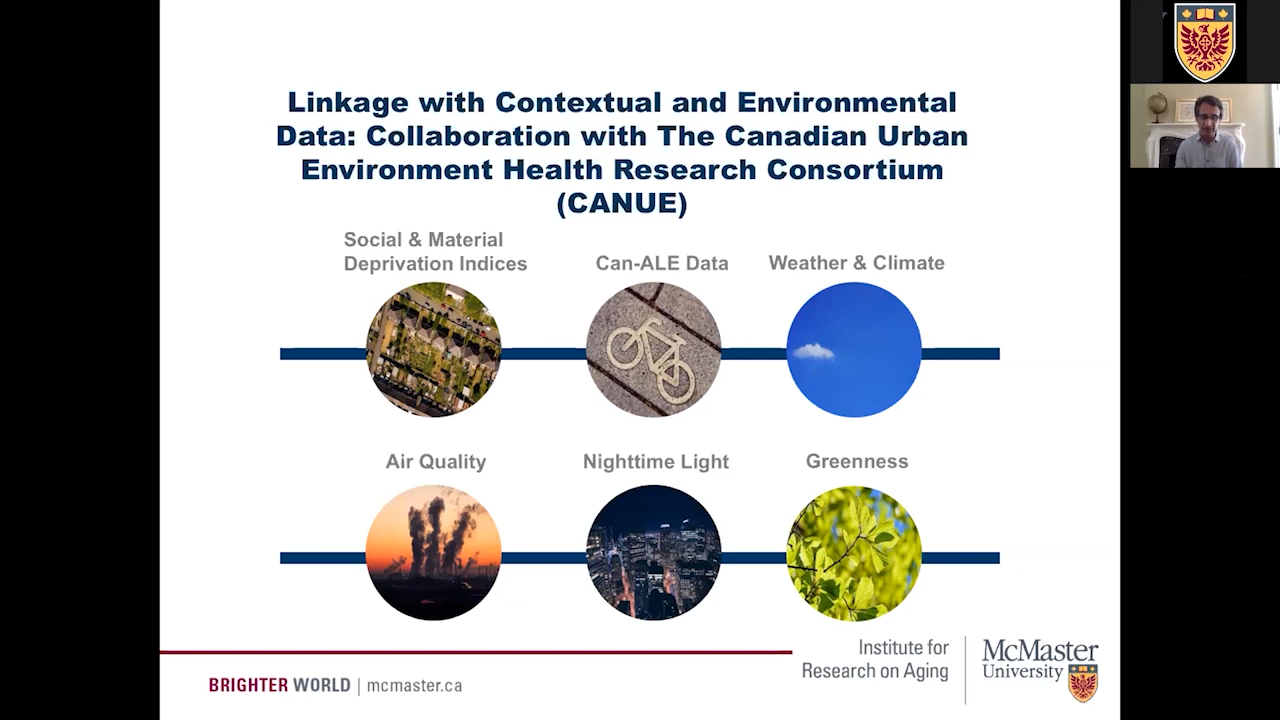 Linkage with Contextual and Environmental
Data: Collaboration with The Canadian Urban
Environment Health Research Consortium
(CANUE)
Social & Material
Deprivation Indices
Can-ALE Data
Weather & Climate
Air Quality
Nighttime Light
Greenness
BRIGHTER WORLD | mcmaster.ca
Institute for
Research on Aging
McMaster
University